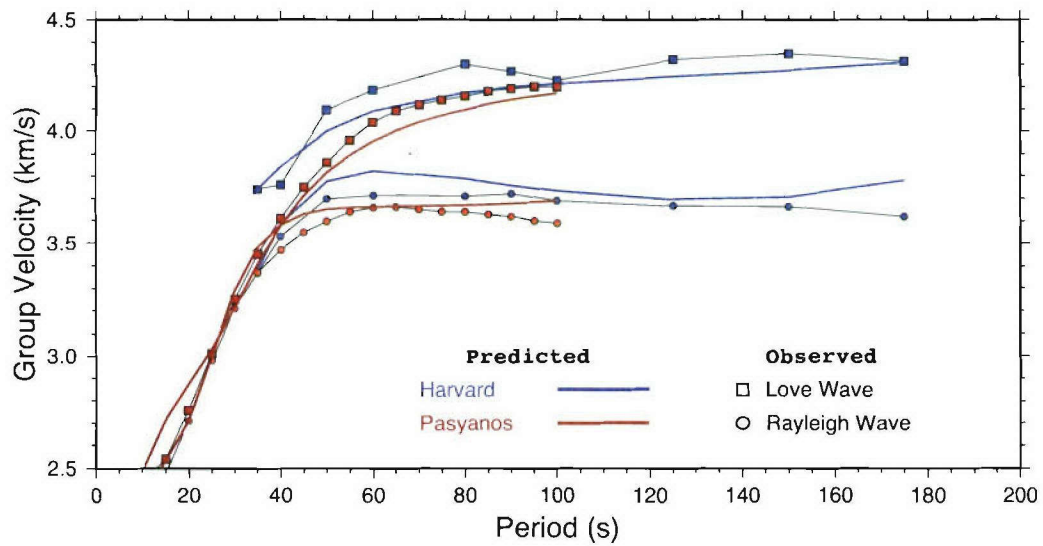 4.5
4.0
3.5
3.0
2.5
Group Velocity (km/s)
Predicted Observed
Harvard Love Wave
Pasyanos Rayleigh Wave
0 20 40 60 80 100 120 140 160 180 200
Period (s)